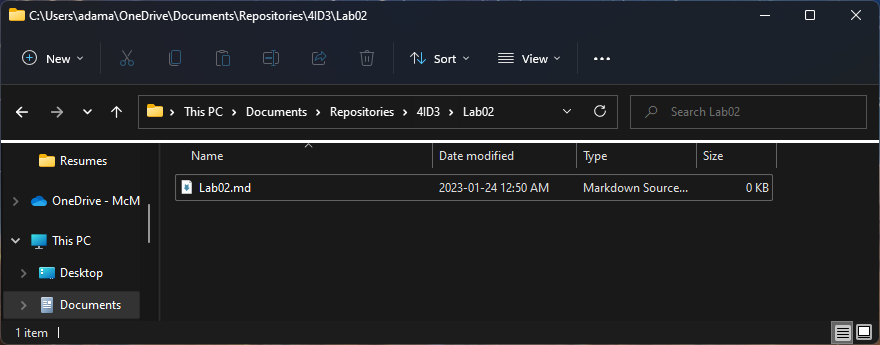 C:\Users\adama\OneDrive\Documents\Repositories\4ID3\Lab02
New Sort View
This PC Documents Repositories 4ID3 Lab02 Search Lab02
Name Date modified Type Size
Resumes
Lab02.md 2023-01-24 12:50 AM Markdown Source... 0 KB
OneDrive - McM
This PC
Desktop
Documents
1 item